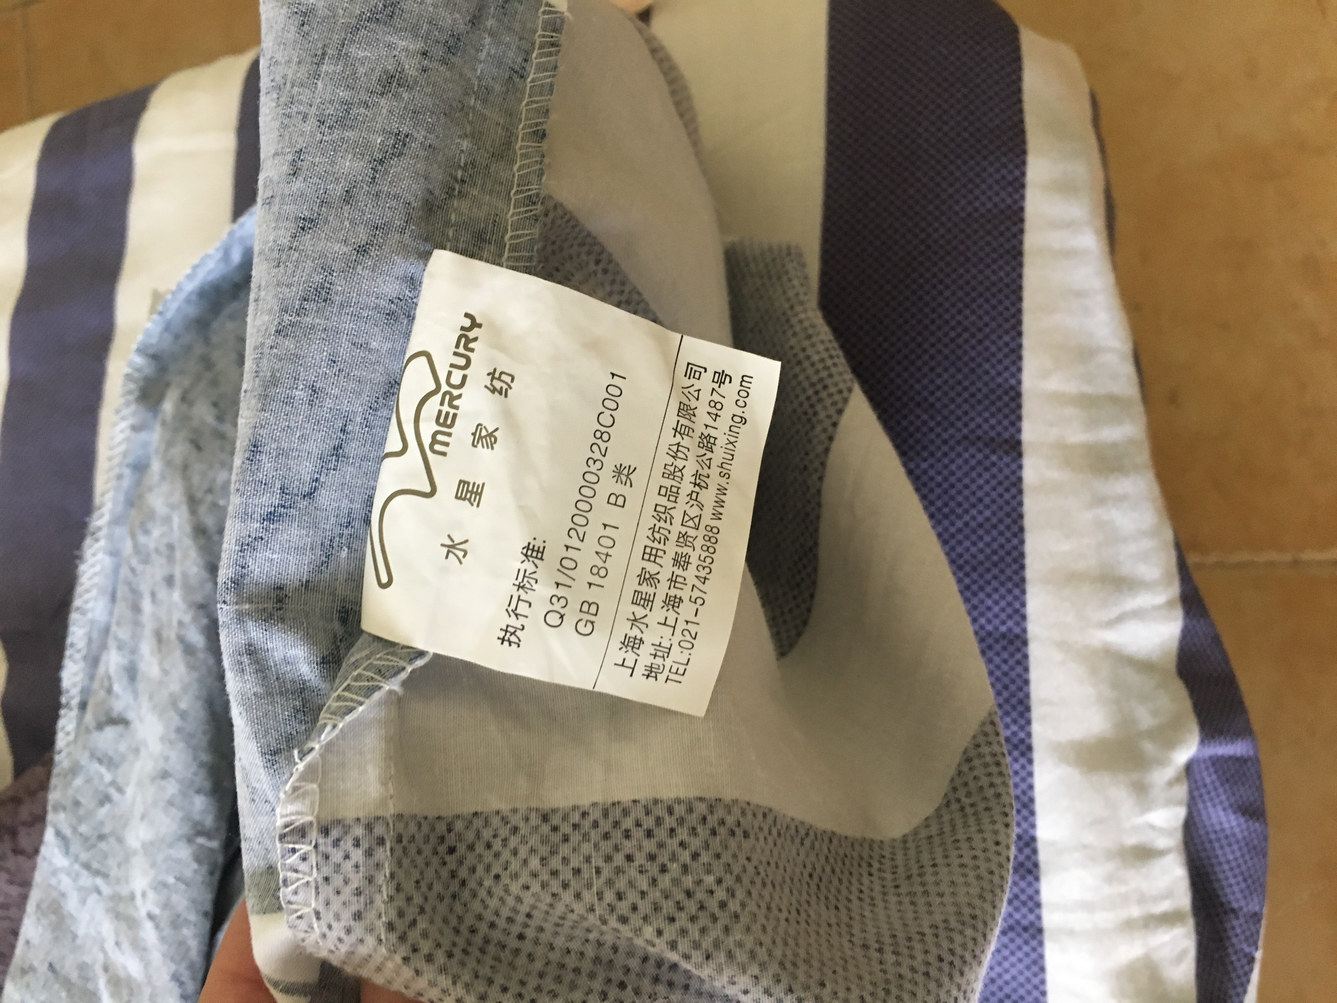 MERCURY
水星家纺
执行标准:
Q31/0120000328C001
GB 18401 B 类
上海水星家用纺织品股份有限公司
地址:上海市奉贤区沪杭公路1487号
TEL:021-57435888 www.shuixing.com